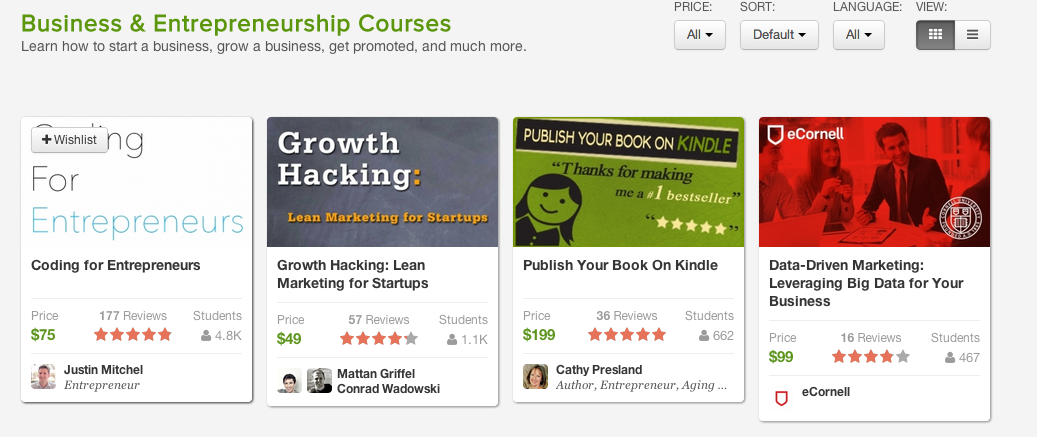 Business & Entrepreneurship Courses
Learn how to start a business, grow a business, get promoted, and much more.
PRICE: SORT: LANGUAGE: VIEW:
All Default All
+ Wishlist
Coding
For
Entrepreneurs
Coding for Entrepreneurs
Price 177 Reviews Students
$75 4.8K
Justin Mitchel
Entrepreneur
Growth
Hacking:
Lean Marketing for Startups
Growth Hacking: Lean
Marketing for Startups
Price 57 Reviews Students
$49 1.1K
Mattan Griffel
Conrad Wadowski
PUBLISH YOUR BOOK ON KINDLE
"Thanks for making
me a #1 bestseller"
Publish Your Book On Kindle
Price 36 Reviews Students
$199 662
Cathy Presland
Author, Entrepreneur, Aging ...
eCornell
Data-Driven Marketing:
Leveraging Big Data for Your
Business
Price 16 Reviews Students
$99 467
eCornell